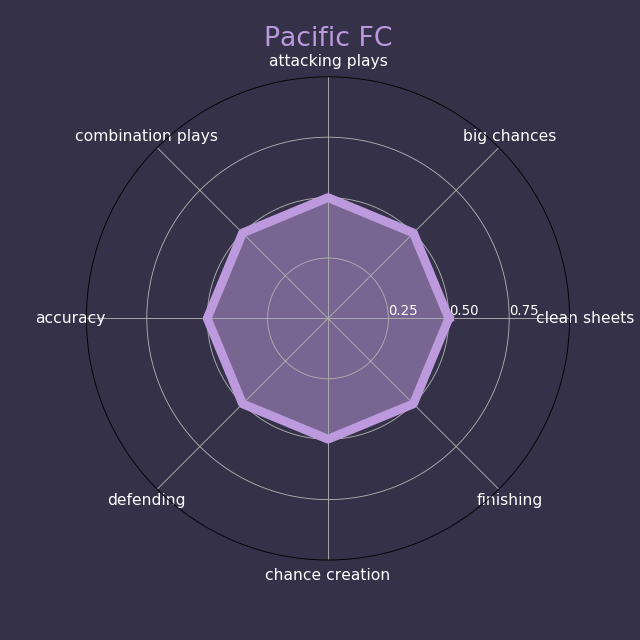 Pacific FC
attacking plays
combination plays
big chances
accuracy
0.25
0.50
0.75
clean sheets
defending
finishing
chance creation